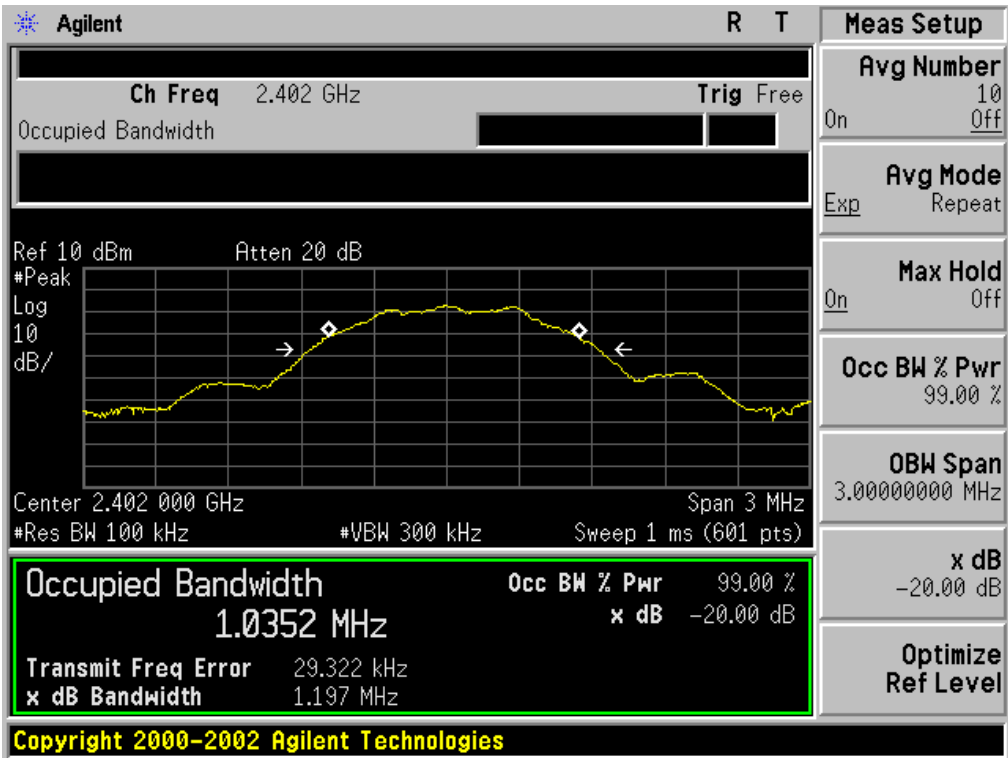 Agilent R T
Meas Setup
Ch Freq 2.402 GHz Trig Free
Occupied Bandwidth
Ref 10 dBm Atten 20 dB
#Peak
Log
10
dB/
Center 2.402 000 GHz Span 3 MHz
#Res BW 100 kHz #VBW 300 kHz Sweep 1 ms (601 pts)
Occupied Bandwidth Occ BW % Pwr 99.00 %
1.0352 MHz x dB -20.00 dB
Transmit Freq Error 29.322 kHz
x dB Bandwidth 1.197 MHz
Copyright 2000-2002 Agilent Technologies
Avg Number
10
On Off
Avg Mode
Exp Repeat
Max Hold
On Off
Occ BW % Pwr
99.00 %
OBW Span
3.00000000 MHz
x dB
-20.00 dB
Optimize
Ref Level